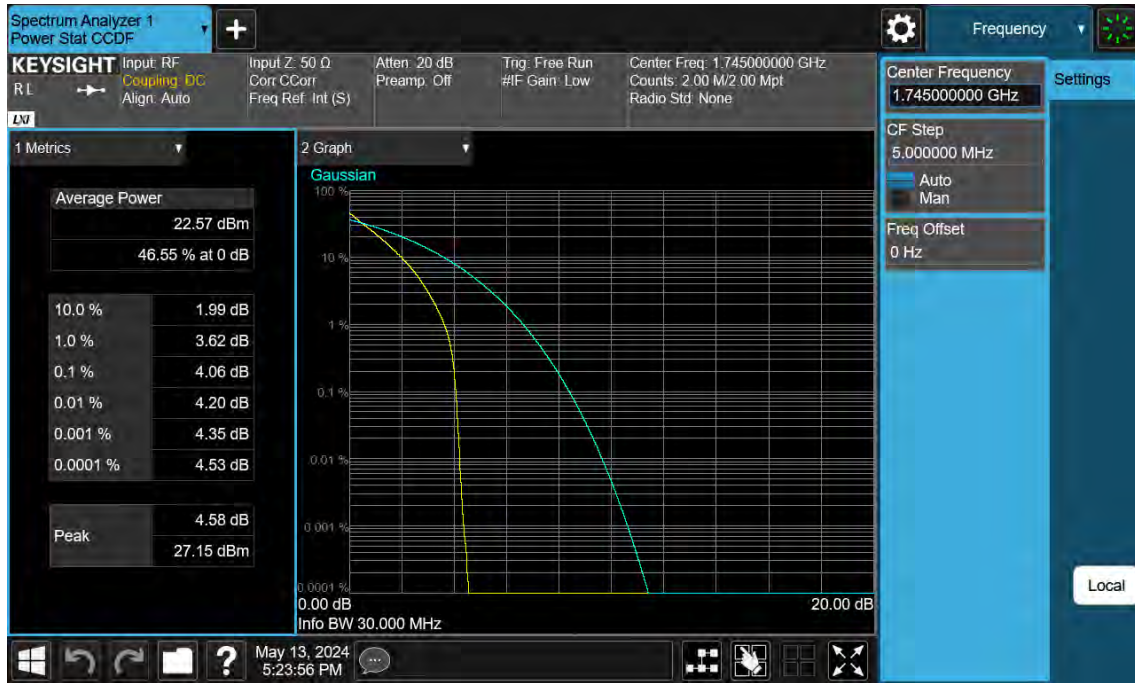 Spectrum Analyzer 1
Power Stat CCDF
Frequency
KEYSIGHT
R L
LXI
Input: RF
Coupling: DC
Align: Auto
Input Z: 50 Ω
Corr CCorr
Freq Ref: Int (S)
Atten: 20 dB
Preamp: Off
Trig: Free Run
#IF Gain: Low
Center Freq: 1.745000000 GHz
Counts: 2.00 M/2.00 Mpt
Radio Std: None
Center Frequency
1.745000000 GHz
Settings
CF Step
5.000000 MHz
Auto
Man
Freq Offset
0 Hz
Local
1 Metrics
Average Power
22.57 dBm
46.55 % at 0 dB
10.0 % 1.99 dB
1.0 % 3.62 dB
0.1 % 4.06 dB
0.01 % 4.20 dB
0.001 % 4.35 dB
0.0001 % 4.53 dB
Peak
4.58 dB
27.15 dBm
2 Graph
Gaussian
100 %
10 %
1 %
0.1 %
0.01 %
0.001 %
0.0001 %
0.00 dB 20.00 dB
Info BW 30.000 MHz
?
May 13, 2024
5:23:56 PM